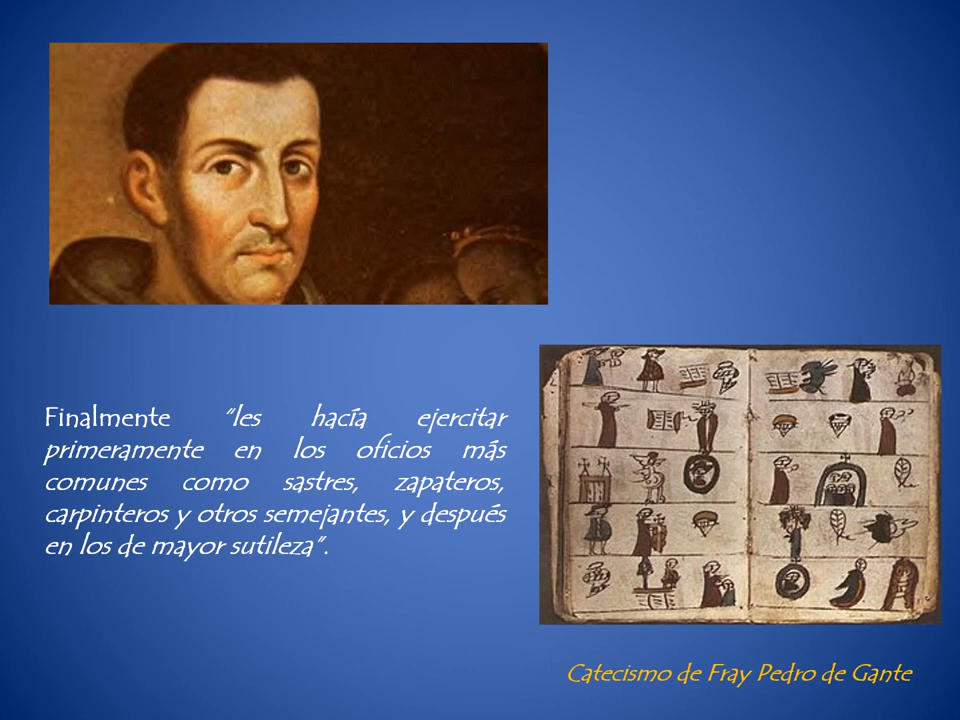 Finalmente “les hacía ejercitar
primeramente en los oficios más
comunes como sastres, zapateros,
carpinteros y otros semejantes, y después
en los de mayor sutileza”.
Catecismo de Fray Pedro de Gante